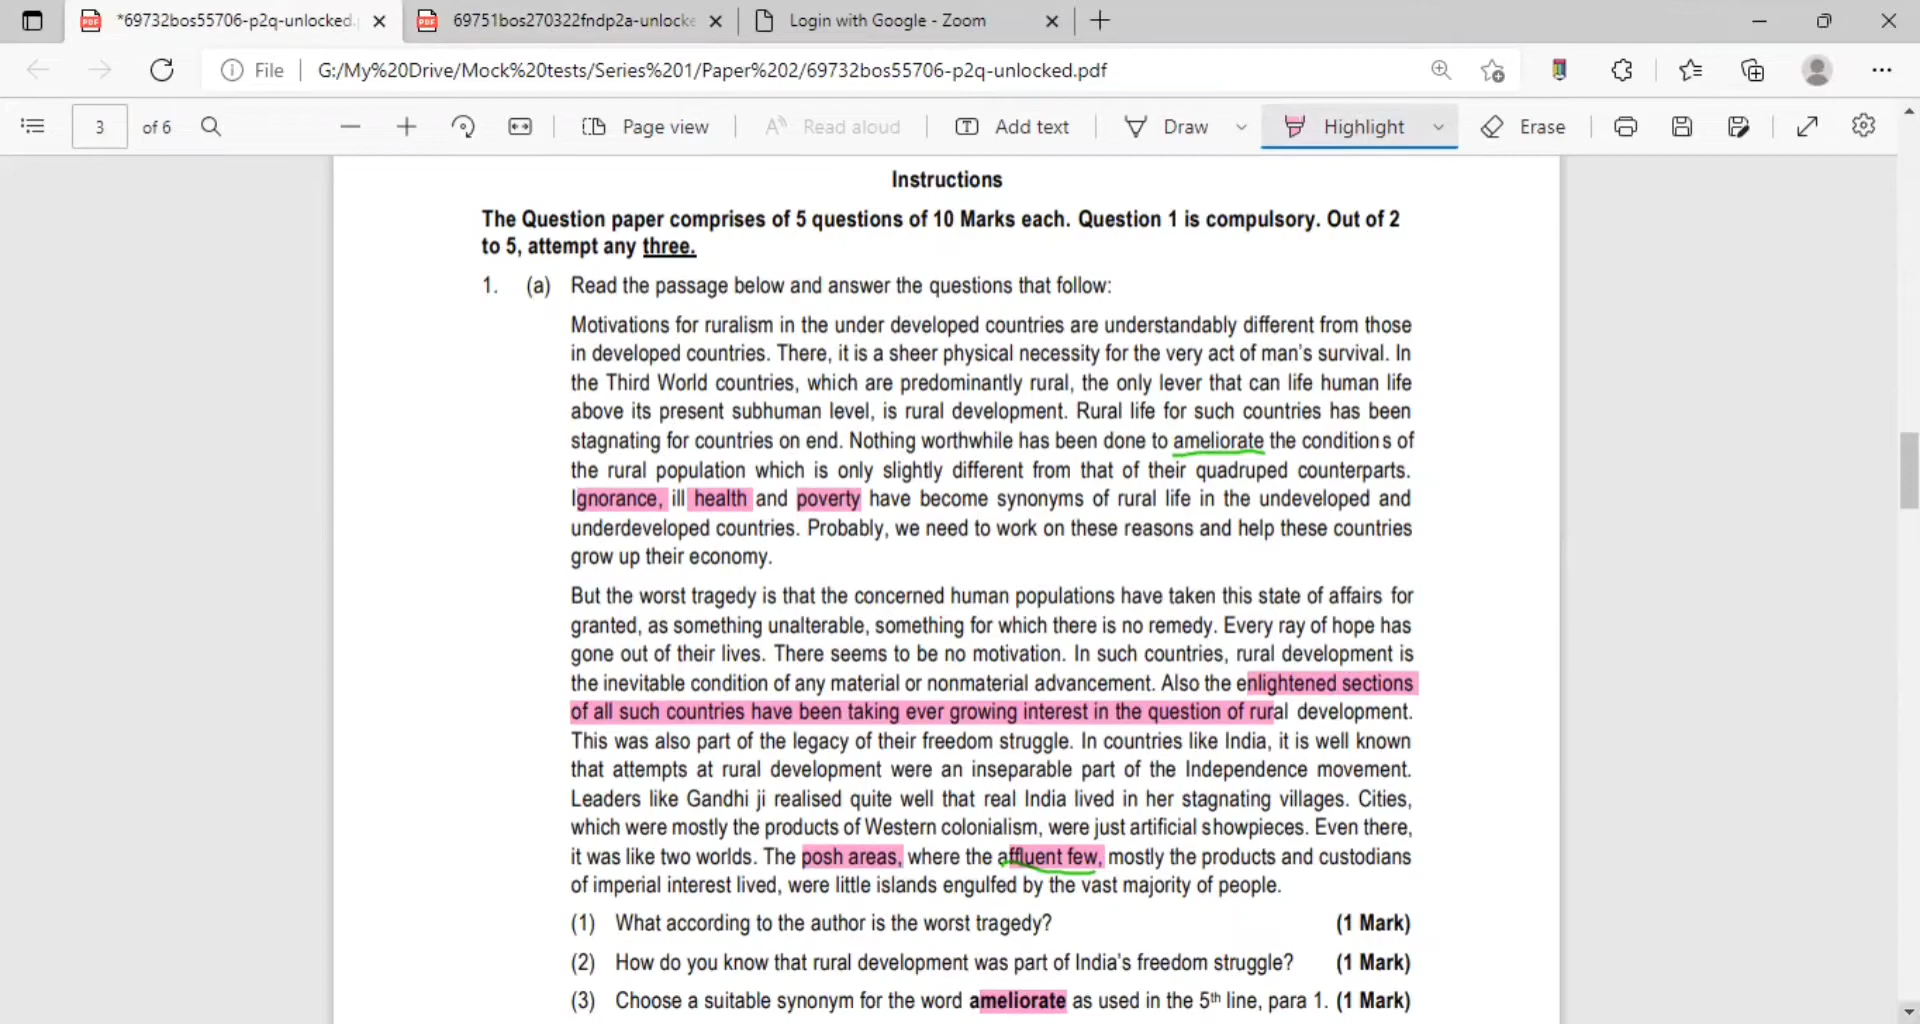 *69732bos55706-p2q-unlocked.
69751bos270322fndp2a-unlocke
Login with Google - Zoom
File
G:/My%20Drive/Mock%20tests/Series%201/Paper%202/69732bos55706-p2q-unlocked.pdf
3 of 6
Page view
Read aloud
Add text
Draw
Highlight
Erase
Instructions
The Question paper comprises of 5 questions of 10 Marks each. Question 1 is compulsory. Out of 2
to 5, attempt any three.
1. (a) Read the passage below and answer the questions that follow:
Motivations for ruralism in the under developed countries are understandably different from those
in developed countries. There, it is a sheer physical necessity for the very act of man's survival. In
the Third World countries, which are predominantly rural, the only lever that can life human life
above its present subhuman level, is rural development. Rural life for such countries has been
stagnating for countries on end. Nothing worthwhile has been done to ameliorate the conditions of
the rural population which is only slightly different from that of their quadruped counterparts.
Ignorance, ill health and poverty have become synonyms of rural life in the undeveloped and
underdeveloped countries. Probably, we need to work on these reasons and help these countries
grow up their economy.
But the worst tragedy is that the concerned human populations have taken this state of affairs for
granted, as something unalterable, something for which there is no remedy. Every ray of hope has
gone out of their lives. There seems to be no motivation. In such countries, rural development is
the inevitable condition of any material or nonmaterial advancement. Also the enlightened sections
of all such countries have been taking ever growing interest in the question of rural development.
This was also part of the legacy of their freedom struggle. In countries like India, it is well known
that attempts at rural development were an inseparable part of the Independence movement.
Leaders like Gandhi ji realised quite well that real India lived in her stagnating villages. Cities,
which were mostly the products of Western colonialism, were just artificial showpieces. Even there,
it was like two worlds. The posh areas, where the affluent few, mostly the products and custodians
of imperial interest lived, were little islands engulfed by the vast majority of people.
(1) What according to the author is the worst tragedy? (1 Mark)
(2) How do you know that rural development was part of India's freedom struggle? (1 Mark)
(3) Choose a suitable synonym for the word ameliorate as used in the 5th line, para 1. (1 Mark)